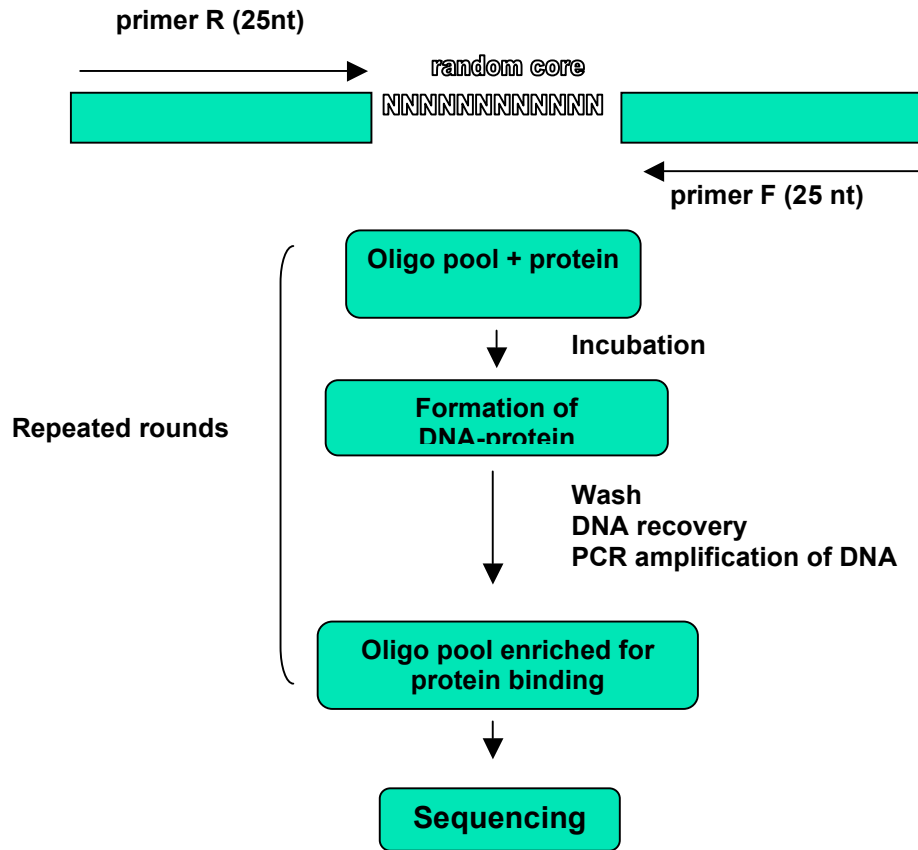 primer R (25nt)
random core
NNNNNNNNNNNNN
primer F (25 nt)
Oligo pool + protein
Incubation
Formation of
DNA-protein
Repeated rounds
Wash
DNA recovery
PCR amplification of DNA
Oligo pool enriched for
protein binding
Sequencing